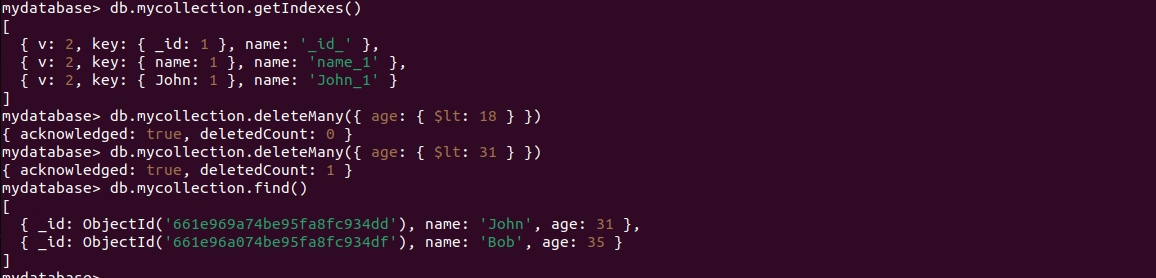 mydatabase> db.mycollection.getIndexes()
[
  { v: 2, key: { _id: 1 }, name: '_id_' },
  { v: 2, key: { name: 1 }, name: 'name_1' },
  { v: 2, key: { John: 1 }, name: 'John_1' }
]
mydatabase> db.mycollection.deleteMany({ age: { $lt: 18 } })
{ acknowledged: true, deletedCount: 0 }
mydatabase> db.mycollection.deleteMany({ age: { $lt: 31 } })
{ acknowledged: true, deletedCount: 1 }
mydatabase> db.mycollection.find()
[
  { _id: ObjectId('661e969a74be95fa8fc934dd'), name: 'John', age: 31 },
  { _id: ObjectId('661e96a074be95fa8fc934df'), name: 'Bob', age: 35 }
]
mydatabase>